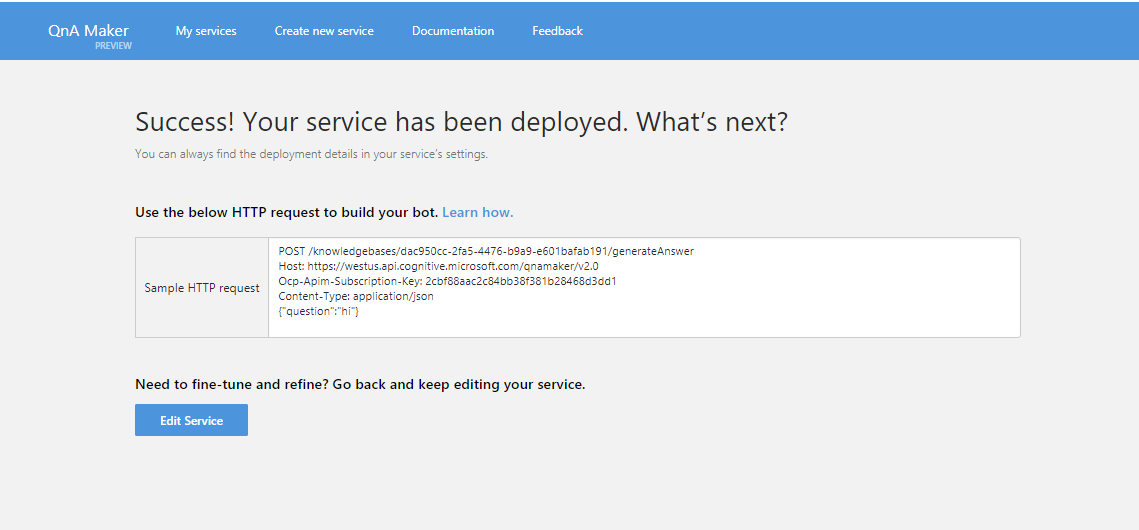 QnA Maker
PREVIEW
My services
Create new service
Documentation
Feedback
Success! Your service has been deployed. What's next?
You can always find the deployment details in your service's settings.
Use the below HTTP request to build your bot. Learn how.
Sample HTTP request
POST /knowledgebases/dac950cc-2fa5-4476-b9a9-e601bafab191/generateAnswer
Host: https://westus.api.cognitive.microsoft.com/qnamaker/v2.0
Ocp-Apim-Subscription-Key: 2cbf88aac2c84bb38f381b28468d3dd1
Content-Type: application/json
{"question":"hi"}
Need to fine-tune and refine? Go back and keep editing your service.
Edit Service